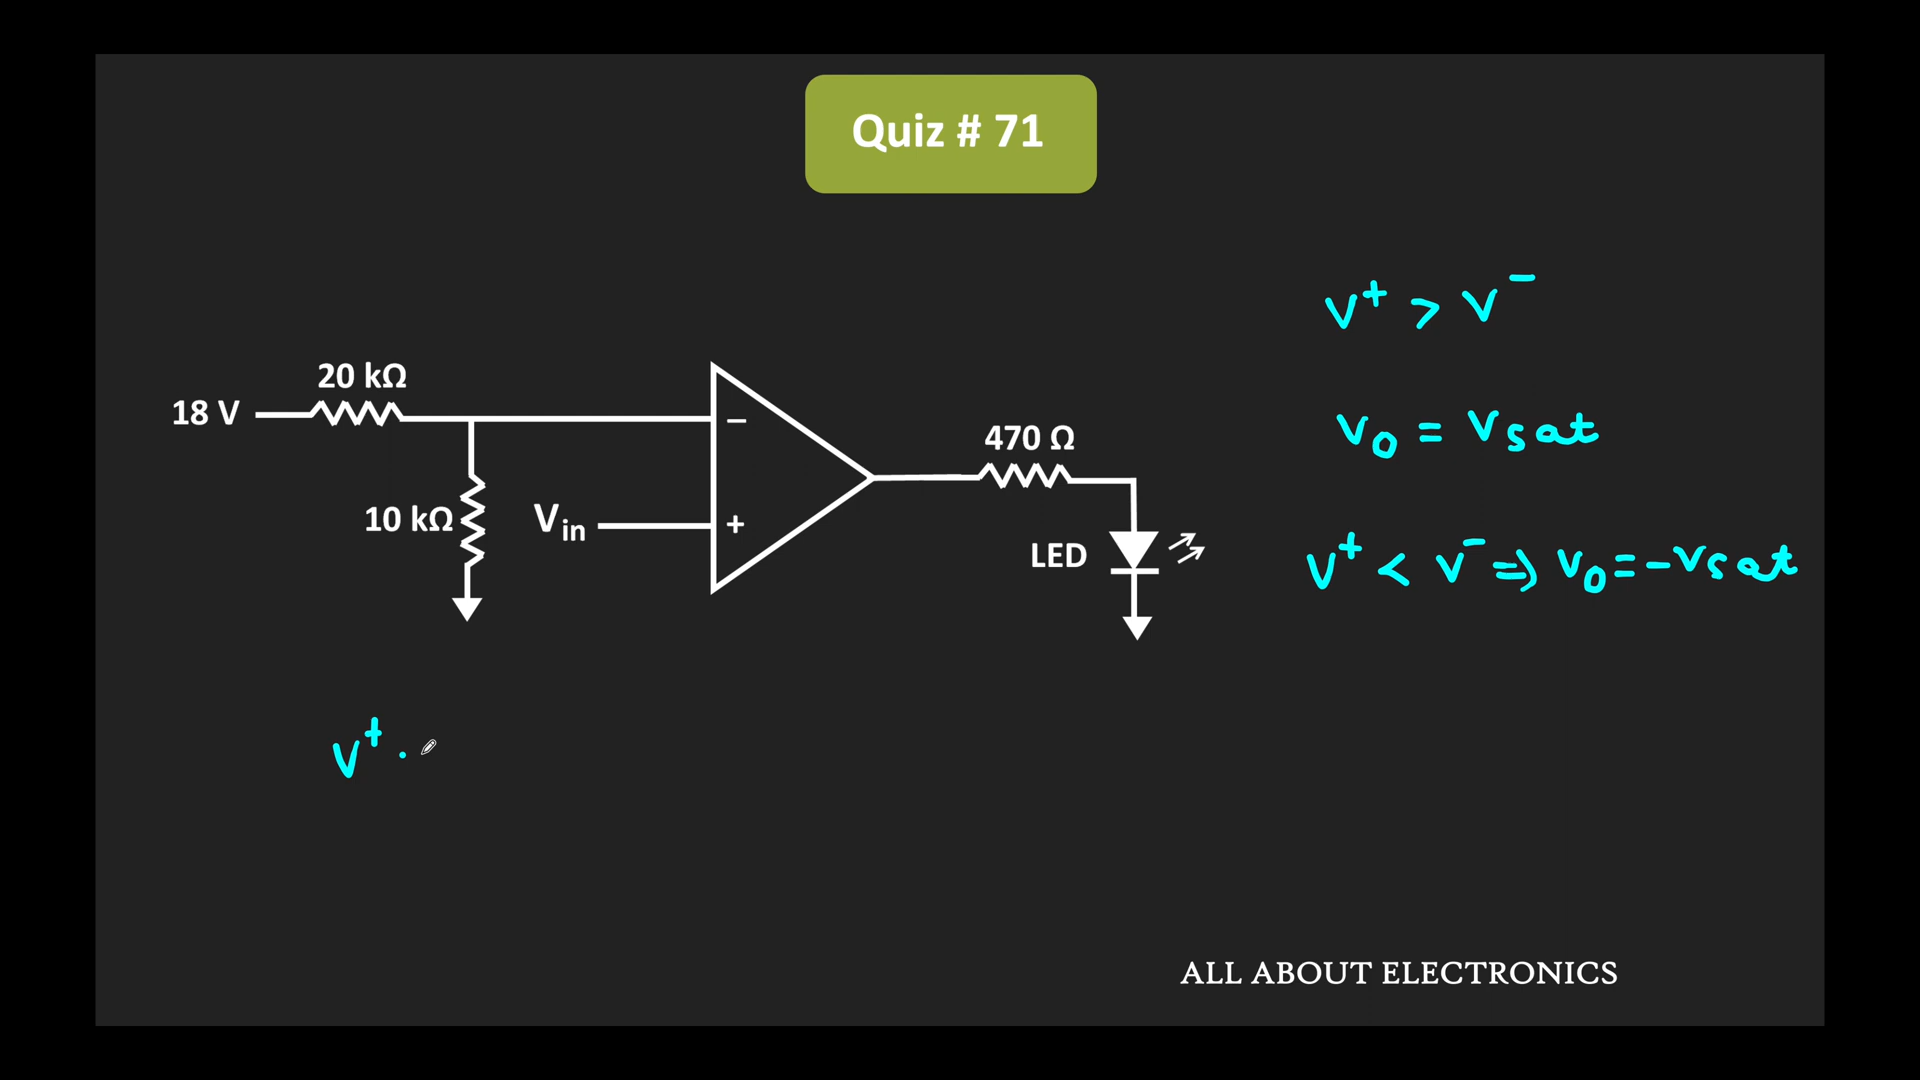 Quiz # 71
V⁺ > V⁻
20 kΩ
18 V
−
470 Ω
V₀ = Vsat
10 kΩ
Vin
+
LED
V⁺ < V⁻ ⇒ V₀ = −Vsat
V⁺ .
ALL ABOUT ELECTRONICS